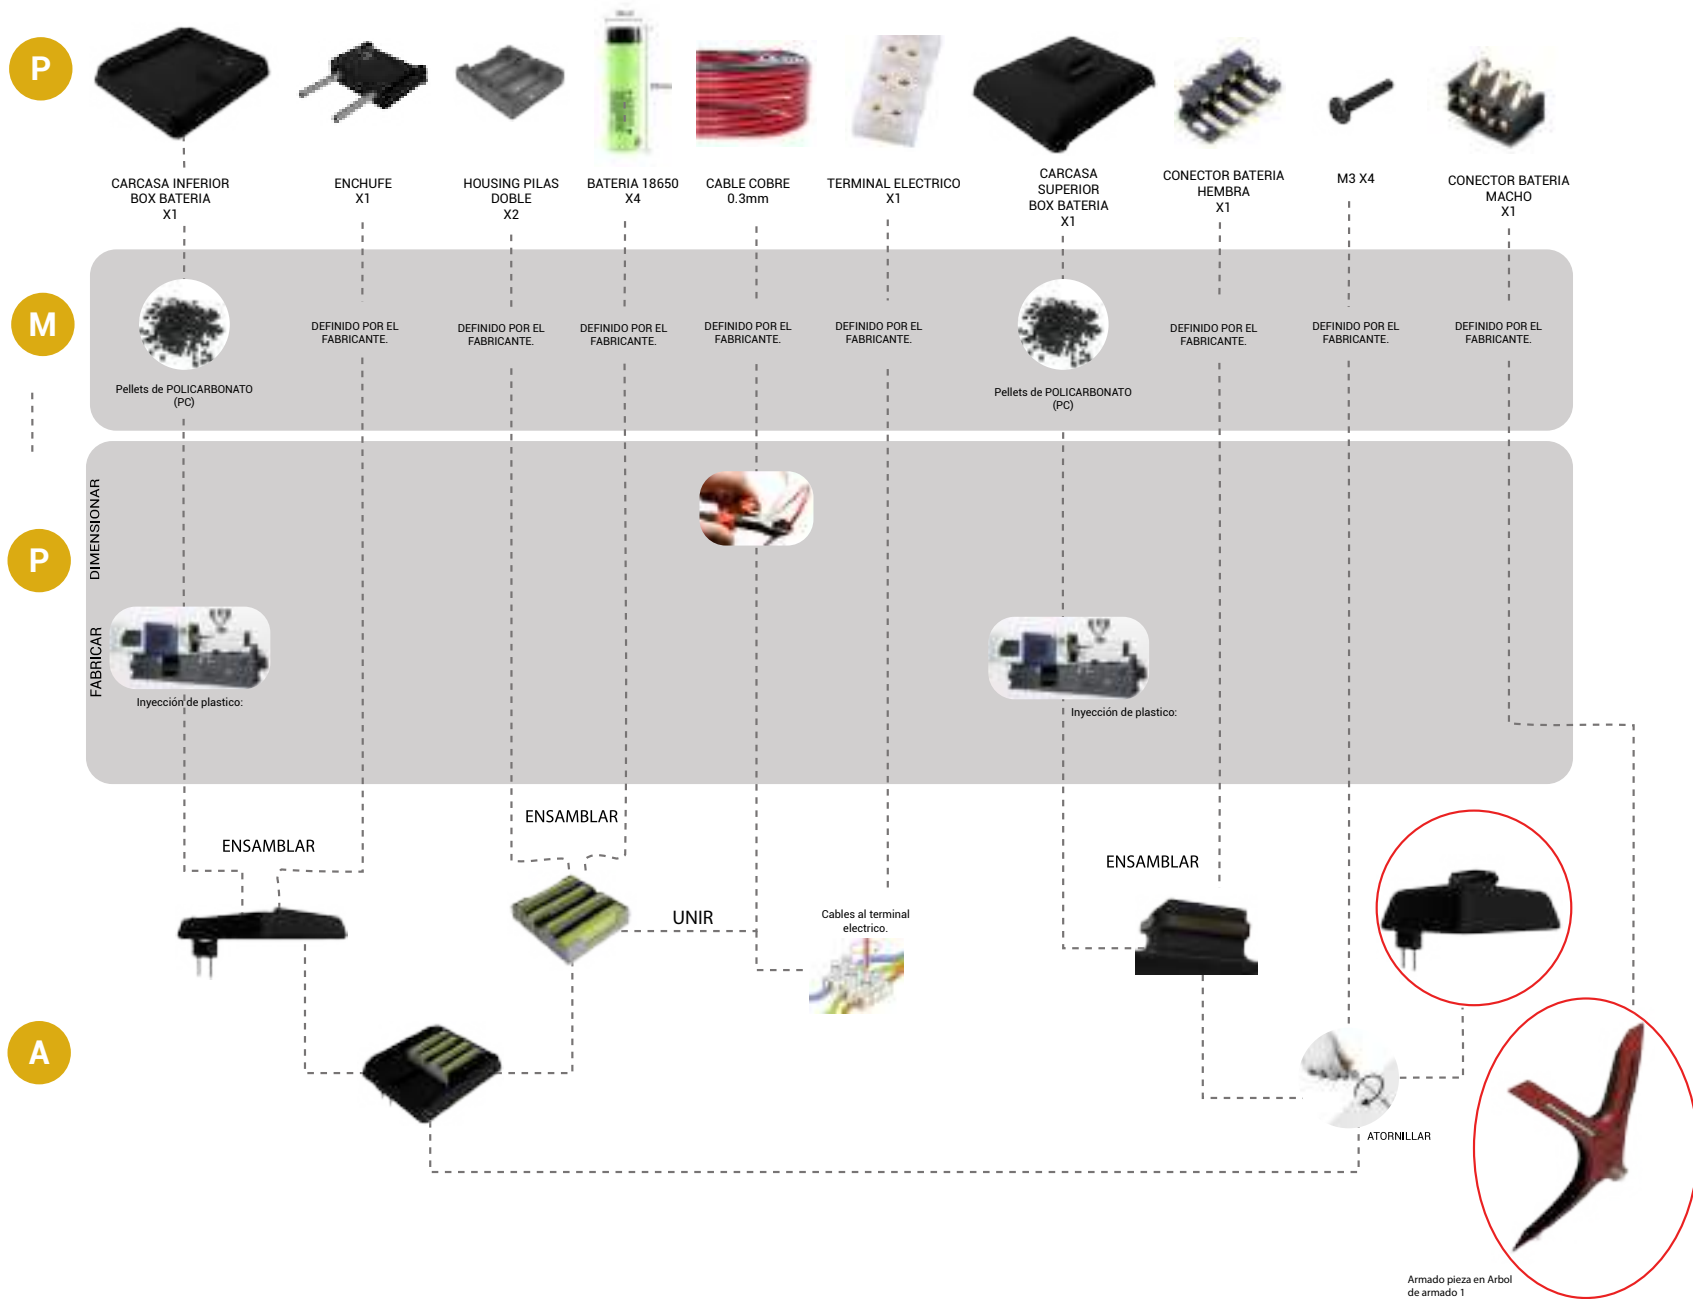 P
CARCASA INFERIOR
BOX BATERIA
X1
ENCHUFE
X1
HOUSING PILAS
DOBLE
X2
BATERIA 18650
X4
CABLE COBRE
0.3mm
TERMINAL ELECTRICO
X1
CARCASA
SUPERIOR
BOX BATERIA
X1
CONECTOR BATERIA
HEMBRA
X1
M3 X4
CONECTOR BATERIA
MACHO
X1
M
Pellets de POLICARBONATO
(PC)
DEFINIDO POR EL
FABRICANTE.
DEFINIDO POR EL
FABRICANTE.
DEFINIDO POR EL
FABRICANTE.
DEFINIDO POR EL
FABRICANTE.
DEFINIDO POR EL
FABRICANTE.
Pellets de POLICARBONATO
(PC)
DEFINIDO POR EL
FABRICANTE.
DEFINIDO POR EL
FABRICANTE.
DEFINIDO POR EL
FABRICANTE.
P
DIMENSIONAR
FABRICAR
Inyección de plastico:
Inyección de plastico:
ENSAMBLAR
ENSAMBLAR
UNIR
Cables al terminal
electrico.
ENSAMBLAR
A
ATORNILLAR
Armado pieza en Arbol
de armado 1